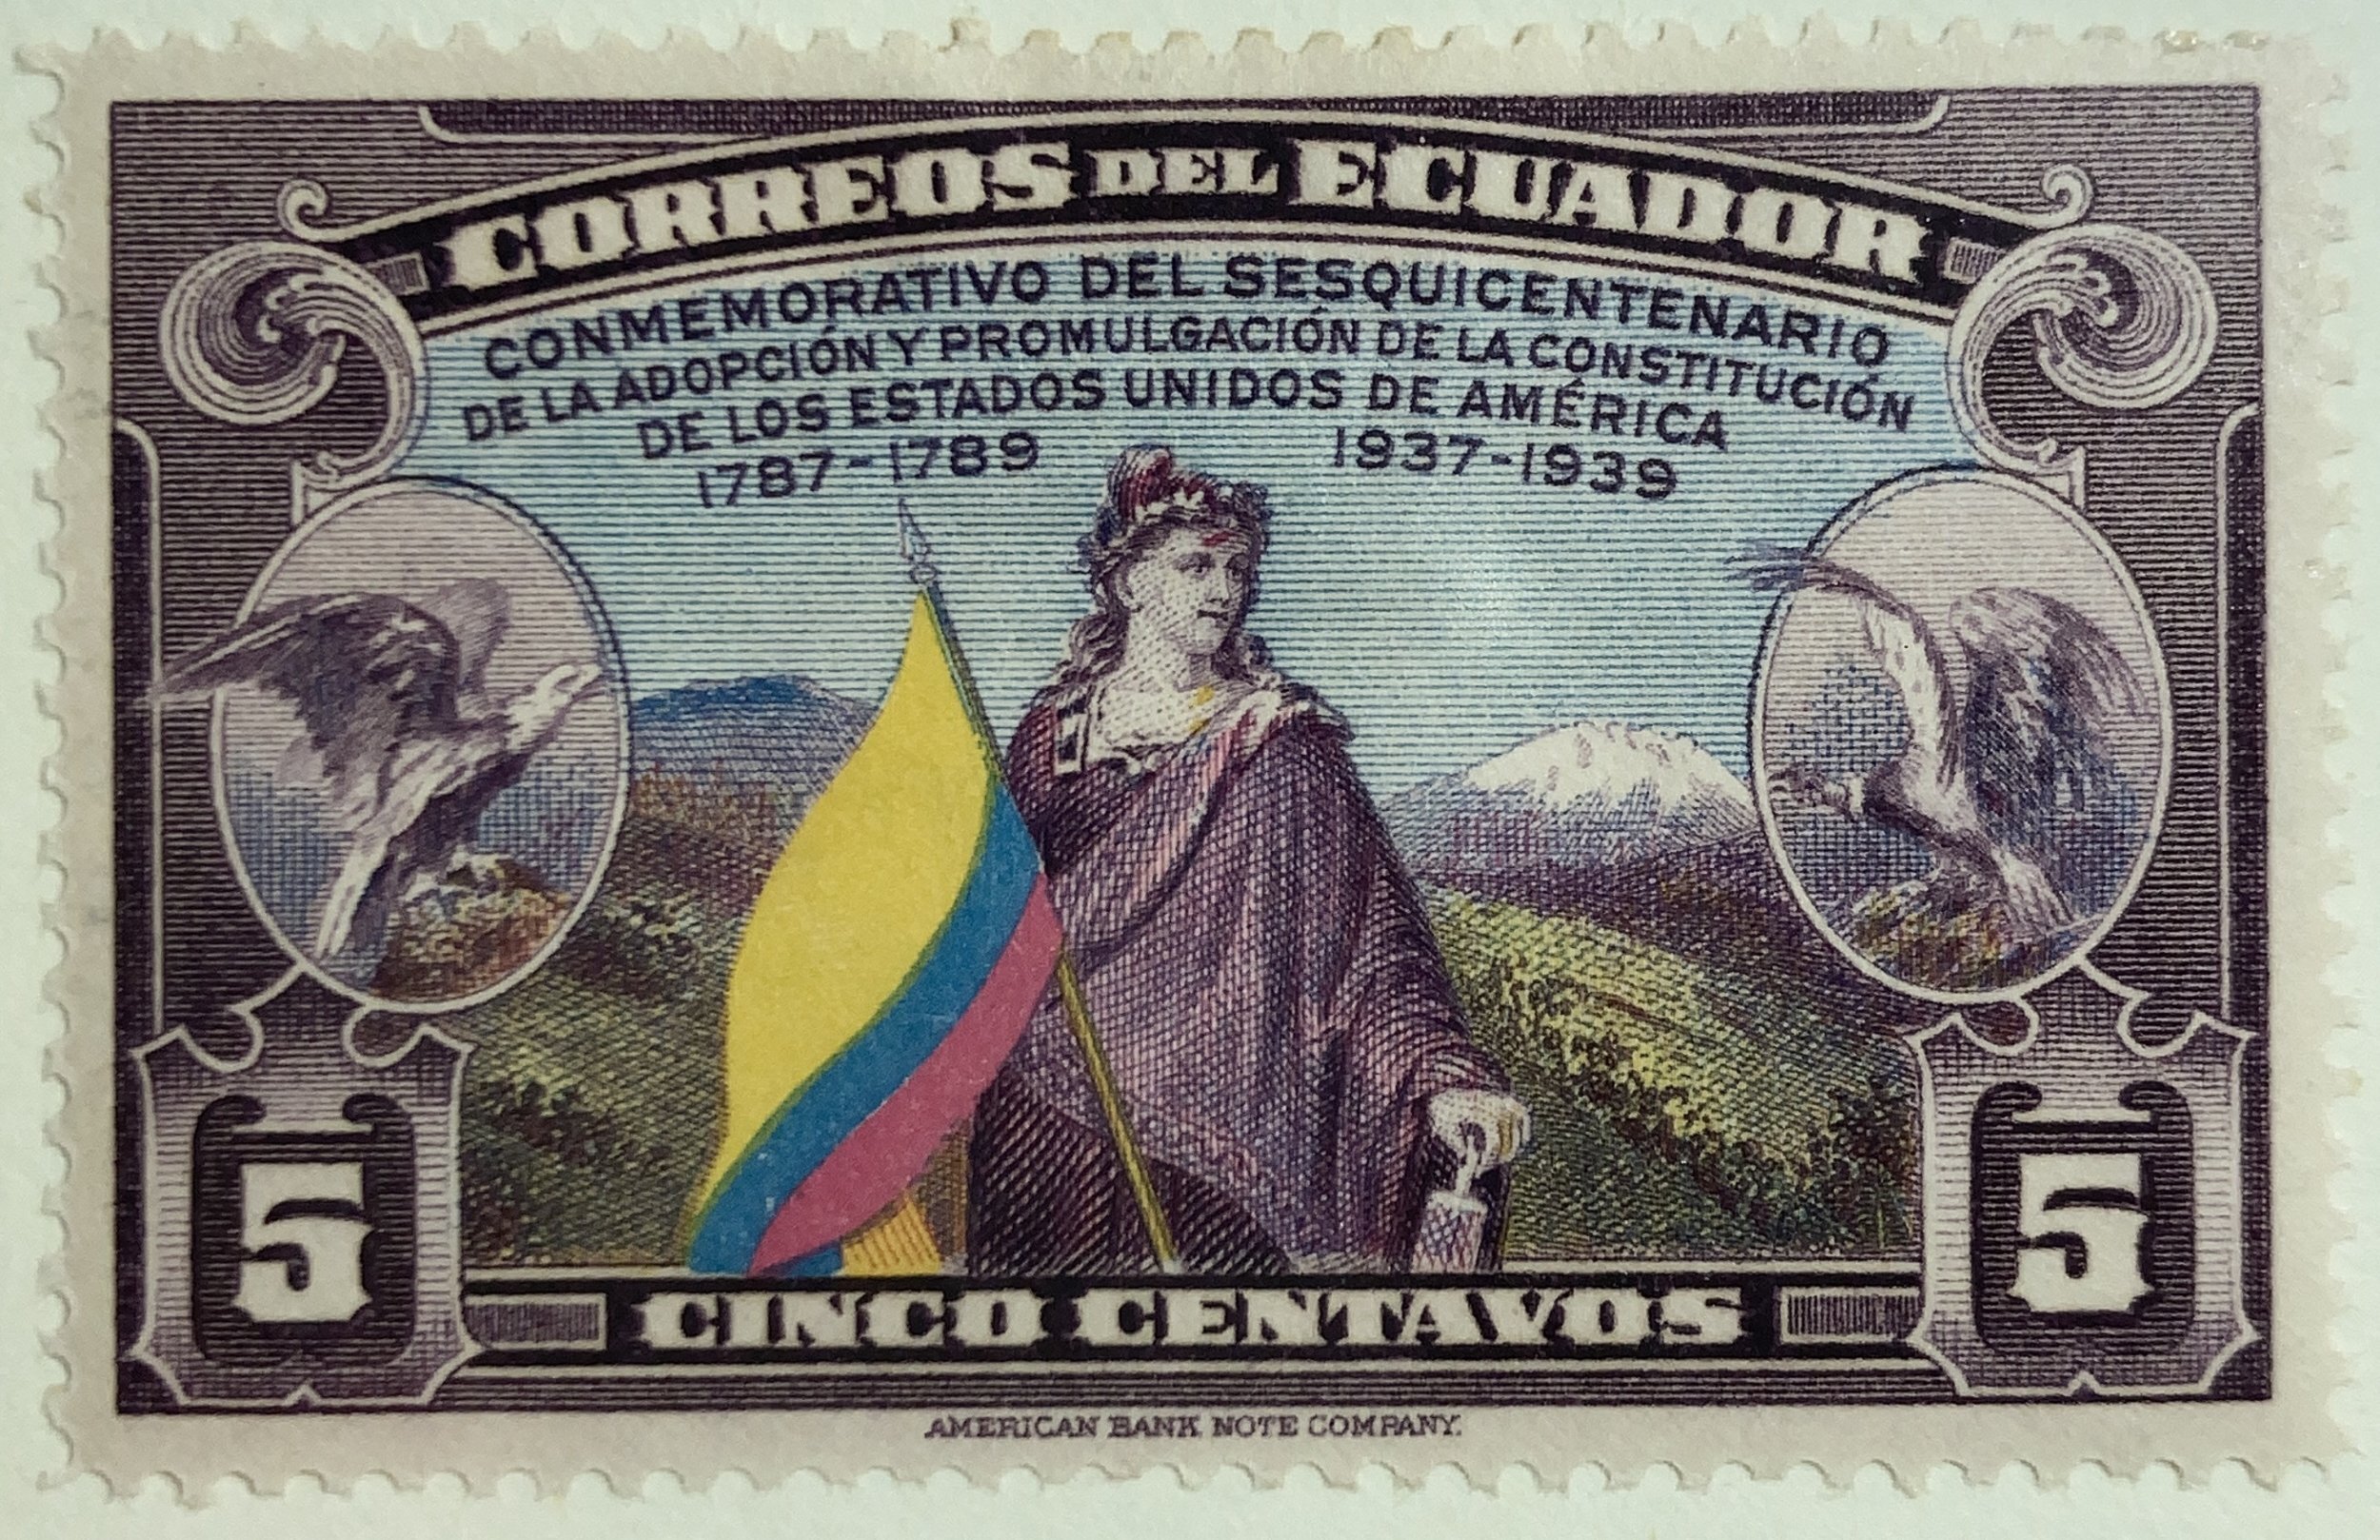 CORREOS DEL ECUADOR
CONMEMORATIVO DEL SESQUICENTENARIO
DE LA ADOPCIÓN Y PROMULGACIÓN DE LA CONSTITUCIÓN
DE LOS ESTADOS UNIDOS DE AMÉRICA
1787-1789 1937-1939
5 5
CINCO CENTAVOS
AMERICAN BANK NOTE COMPANY.